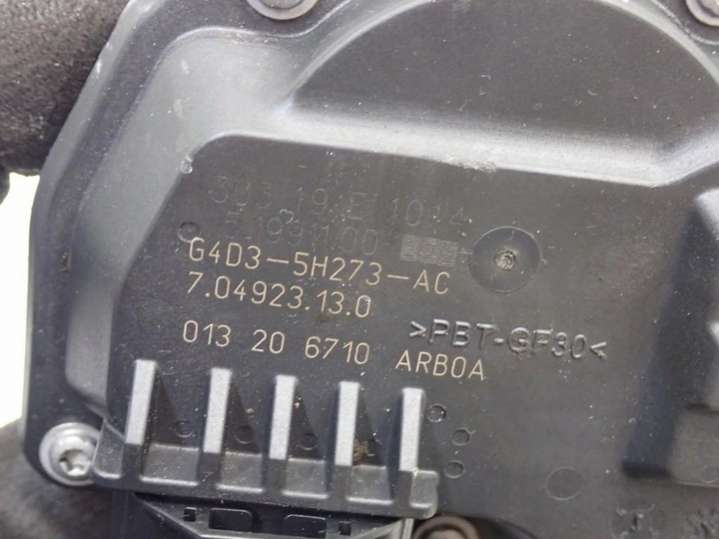 G4D3-5H273-AC
7.04923.13.0
>PBT-GF30<
013 20 6710 ARB0A